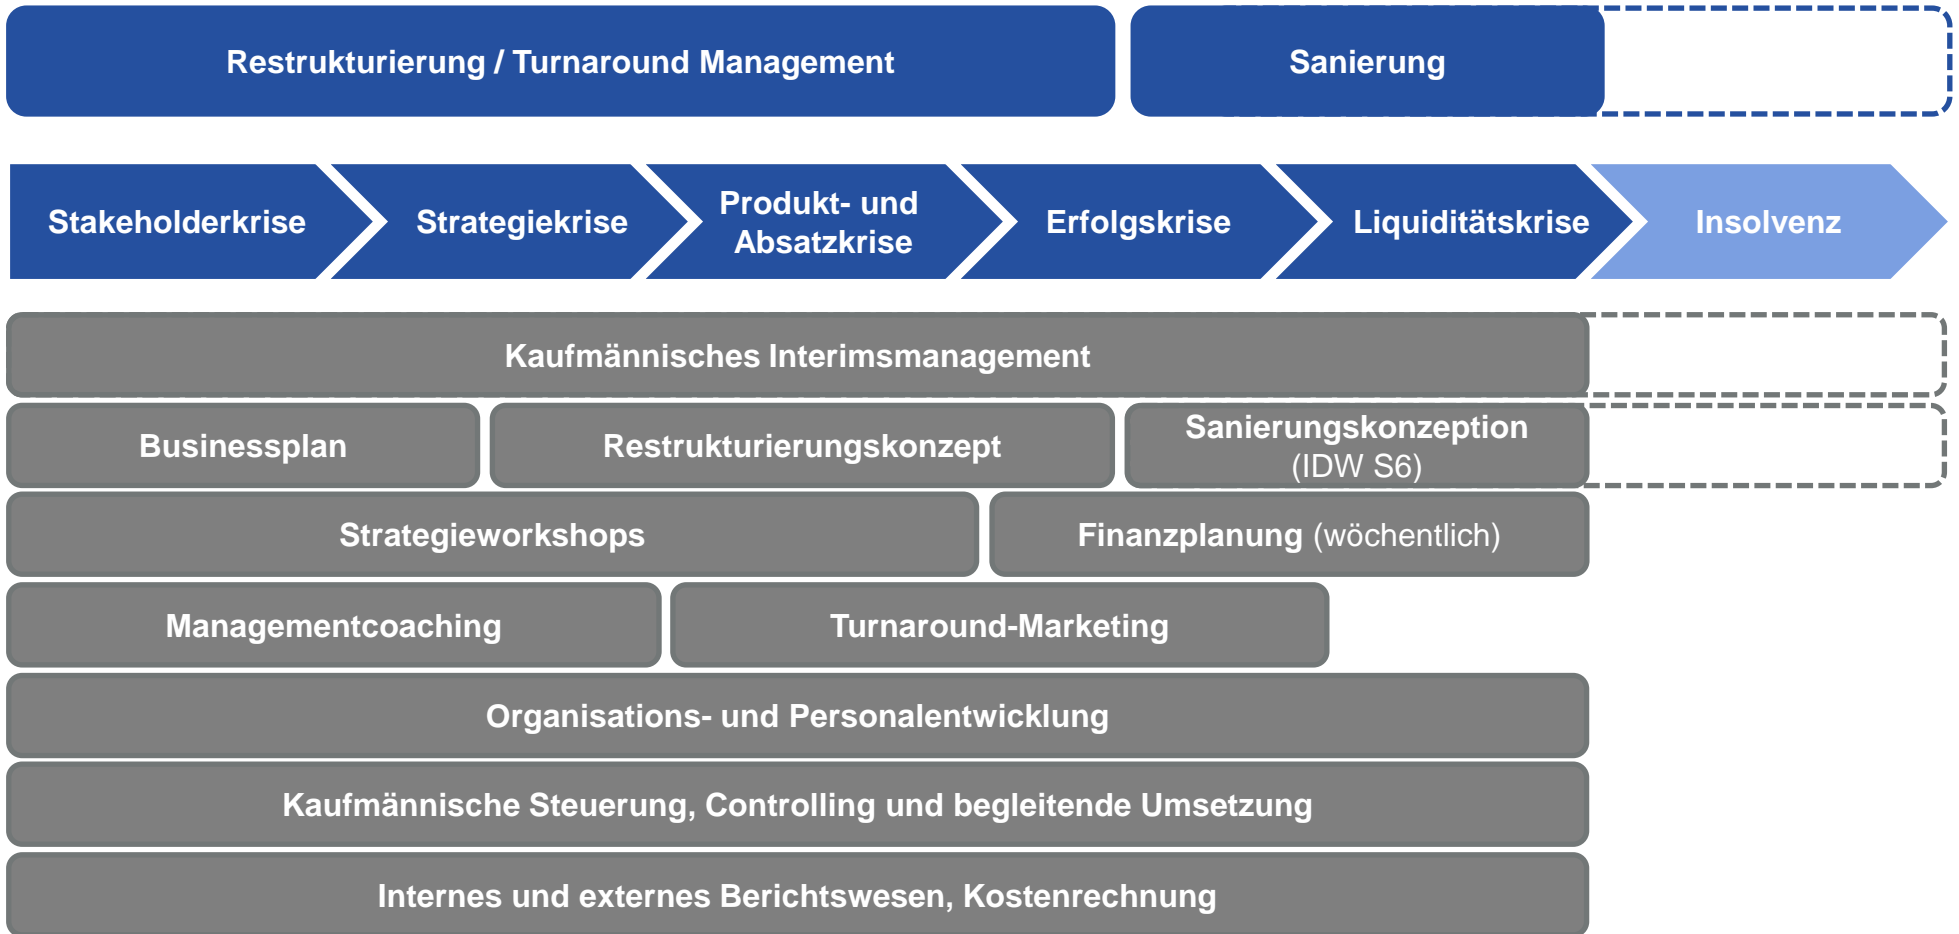 Restrukturierung / Turnaround Management
Sanierung
Stakeholderkrise
Strategiekrise
Produkt- und
Absatzkrise
Erfolgskrise
Liquiditätskrise
Insolvenz
Kaufmännisches Interimsmanagement
Businessplan
Restrukturierungskonzept
Sanierungskonzeption
(IDW S6)
Strategieworkshops
Finanzplanung (wöchentlich)
Managementcoaching
Turnaround-Marketing
Organisations- und Personalentwicklung
Kaufmännische Steuerung, Controlling und begleitende Umsetzung
Internes und externes Berichtswesen, Kostenrechnung